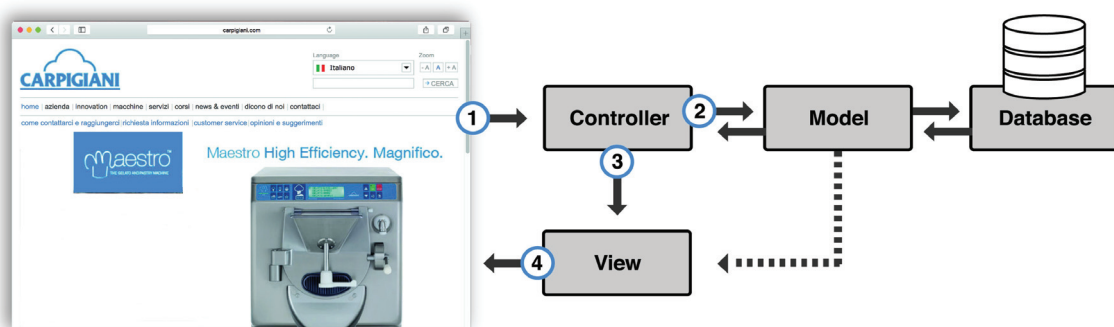 carpigiani.com
Language:
Zoom:
CARPIGIANI
Italiano
- A A + A
CERCA
home | azienda | innovation | macchine | servizi | corsi | news & eventi | dicono di noi | contattaci |
come contattarci e raggiungerci | richiesta informazioni | customer service | opinioni e suggerimenti
maestro
Maestro High Efficiency. Magnifico.
1
Controller
2
Model
Database
3
4
View